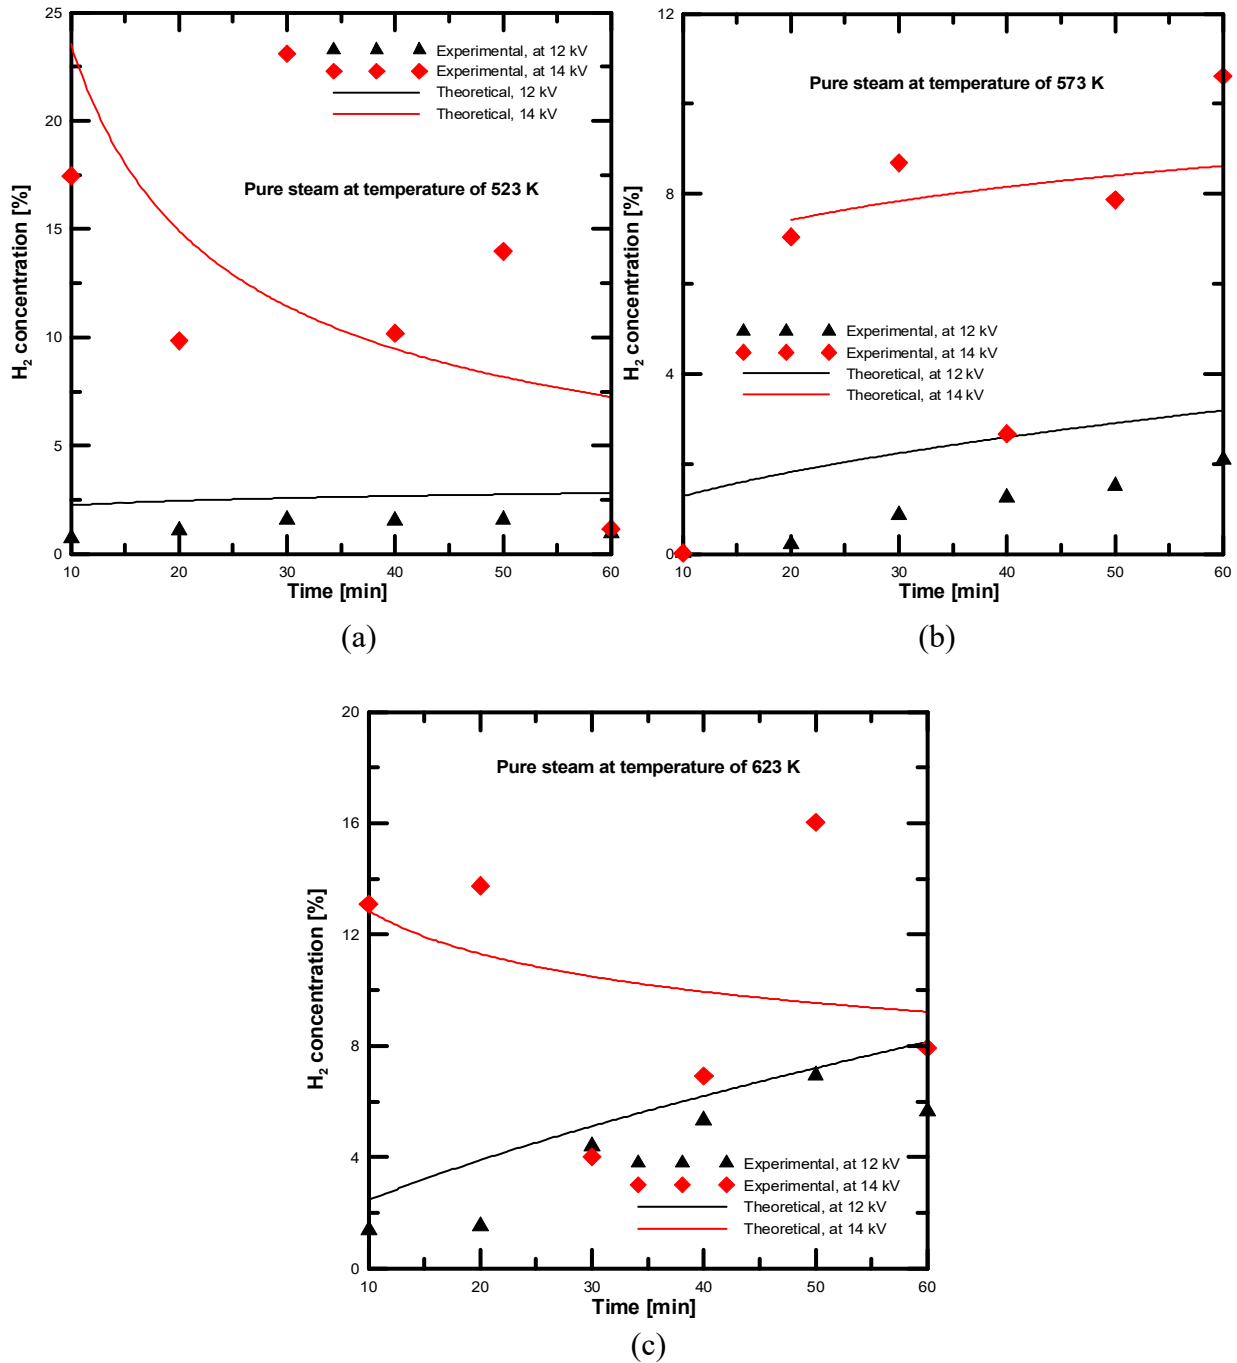 25
20
15
10
5
0
H2 concentration [%]
Experimental, at 12 kV
Experimental, at 14 kV
Theoretical, 12 kV
Theoretical, 14 kV
Pure steam at temperature of 523 K
10 20 30 40 50 60
Time [min]
(a)
12
8
4
0
H2 concentration [%]
Pure steam at temperature of 573 K
Experimental, at 12 kV
Experimental, at 14 kV
Theoretical, at 12 kV
Theoretical, at 14 kV
10 20 30 40 50 60
Time [min]
(b)
20
16
12
8
4
0
H2 concentration [%]
Pure steam at temperature of 623 K
Experimental, at 12 kV
Experimental, at 14 kV
Theoretical, at 12 kV
Theoretical, at 14 kV
10 20 30 40 50 60
Time [min]
(c)